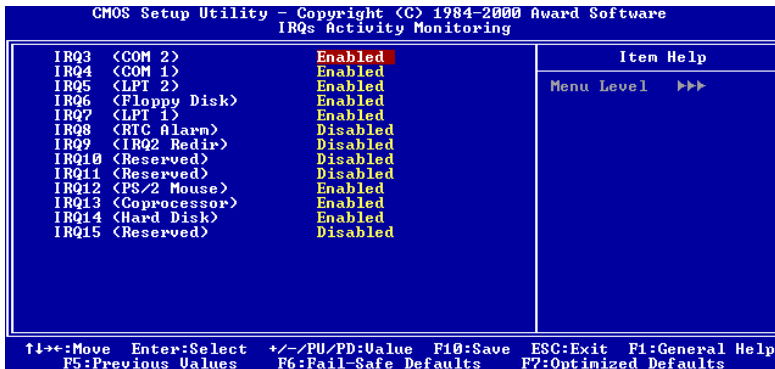 CMOS Setup Utility - Copyright (C) 1984-2000 Award Software
IRQs Activity Monitoring
IRQ3 (COM 2) Enabled
IRQ4 (COM 1) Enabled
IRQ5 (LPT 2) Enabled
IRQ6 (Floppy Disk) Enabled
IRQ7 (LPT 1) Enabled
IRQ8 (RTC Alarm) Disabled
IRQ9 (IRQ2 Redir) Disabled
IRQ10 (Reserved) Disabled
IRQ11 (Reserved) Disabled
IRQ12 (PS/2 Mouse) Enabled
IRQ13 (Coprocessor) Enabled
IRQ14 (Hard Disk) Enabled
IRQ15 (Reserved) Disabled
Item Help
Menu Level ▸▸▸
↑↓→←:Move Enter:Select +/-/PU/PD:Value F10:Save ESC:Exit F1:General Help
F5:Previous Values F6:Fail-Safe Defaults F7:Optimized Defaults